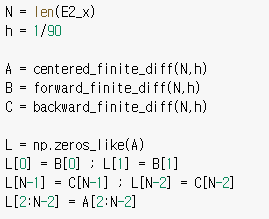 N = len(E2_x)
h = 1/90
A = centered_finite_diff(N,h)
B = forward_finite_diff(N,h)
C = backward_finite_diff(N,h)
L = np.zeros_like(A)
L[0] = B[0] ; L[1] = B[1]
L[N-1] = C[N-1] ; L[N-2] = C[N-2]
L[2:N-2] = A[2:N-2]